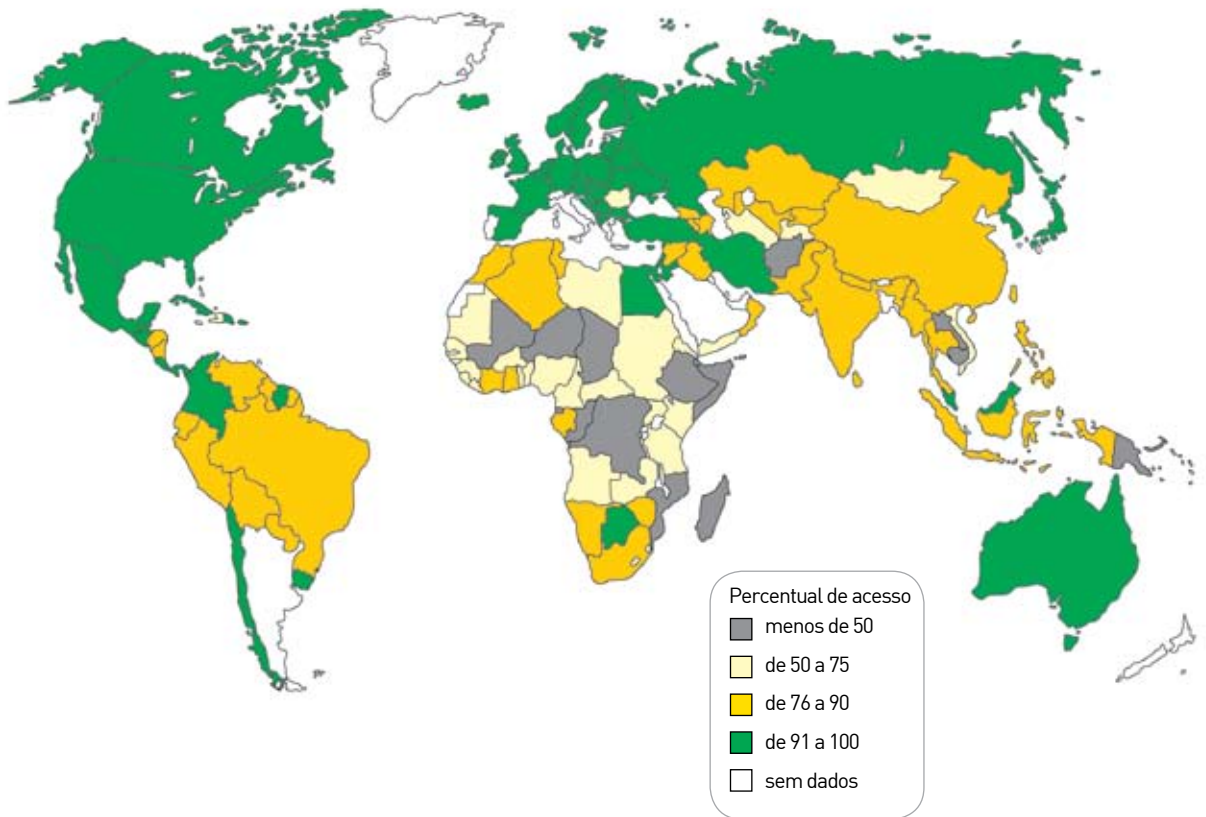 Percentual de acesso
menos de 50
de 50 a 75
de 76 a 90
de 91 a 100
sem dados